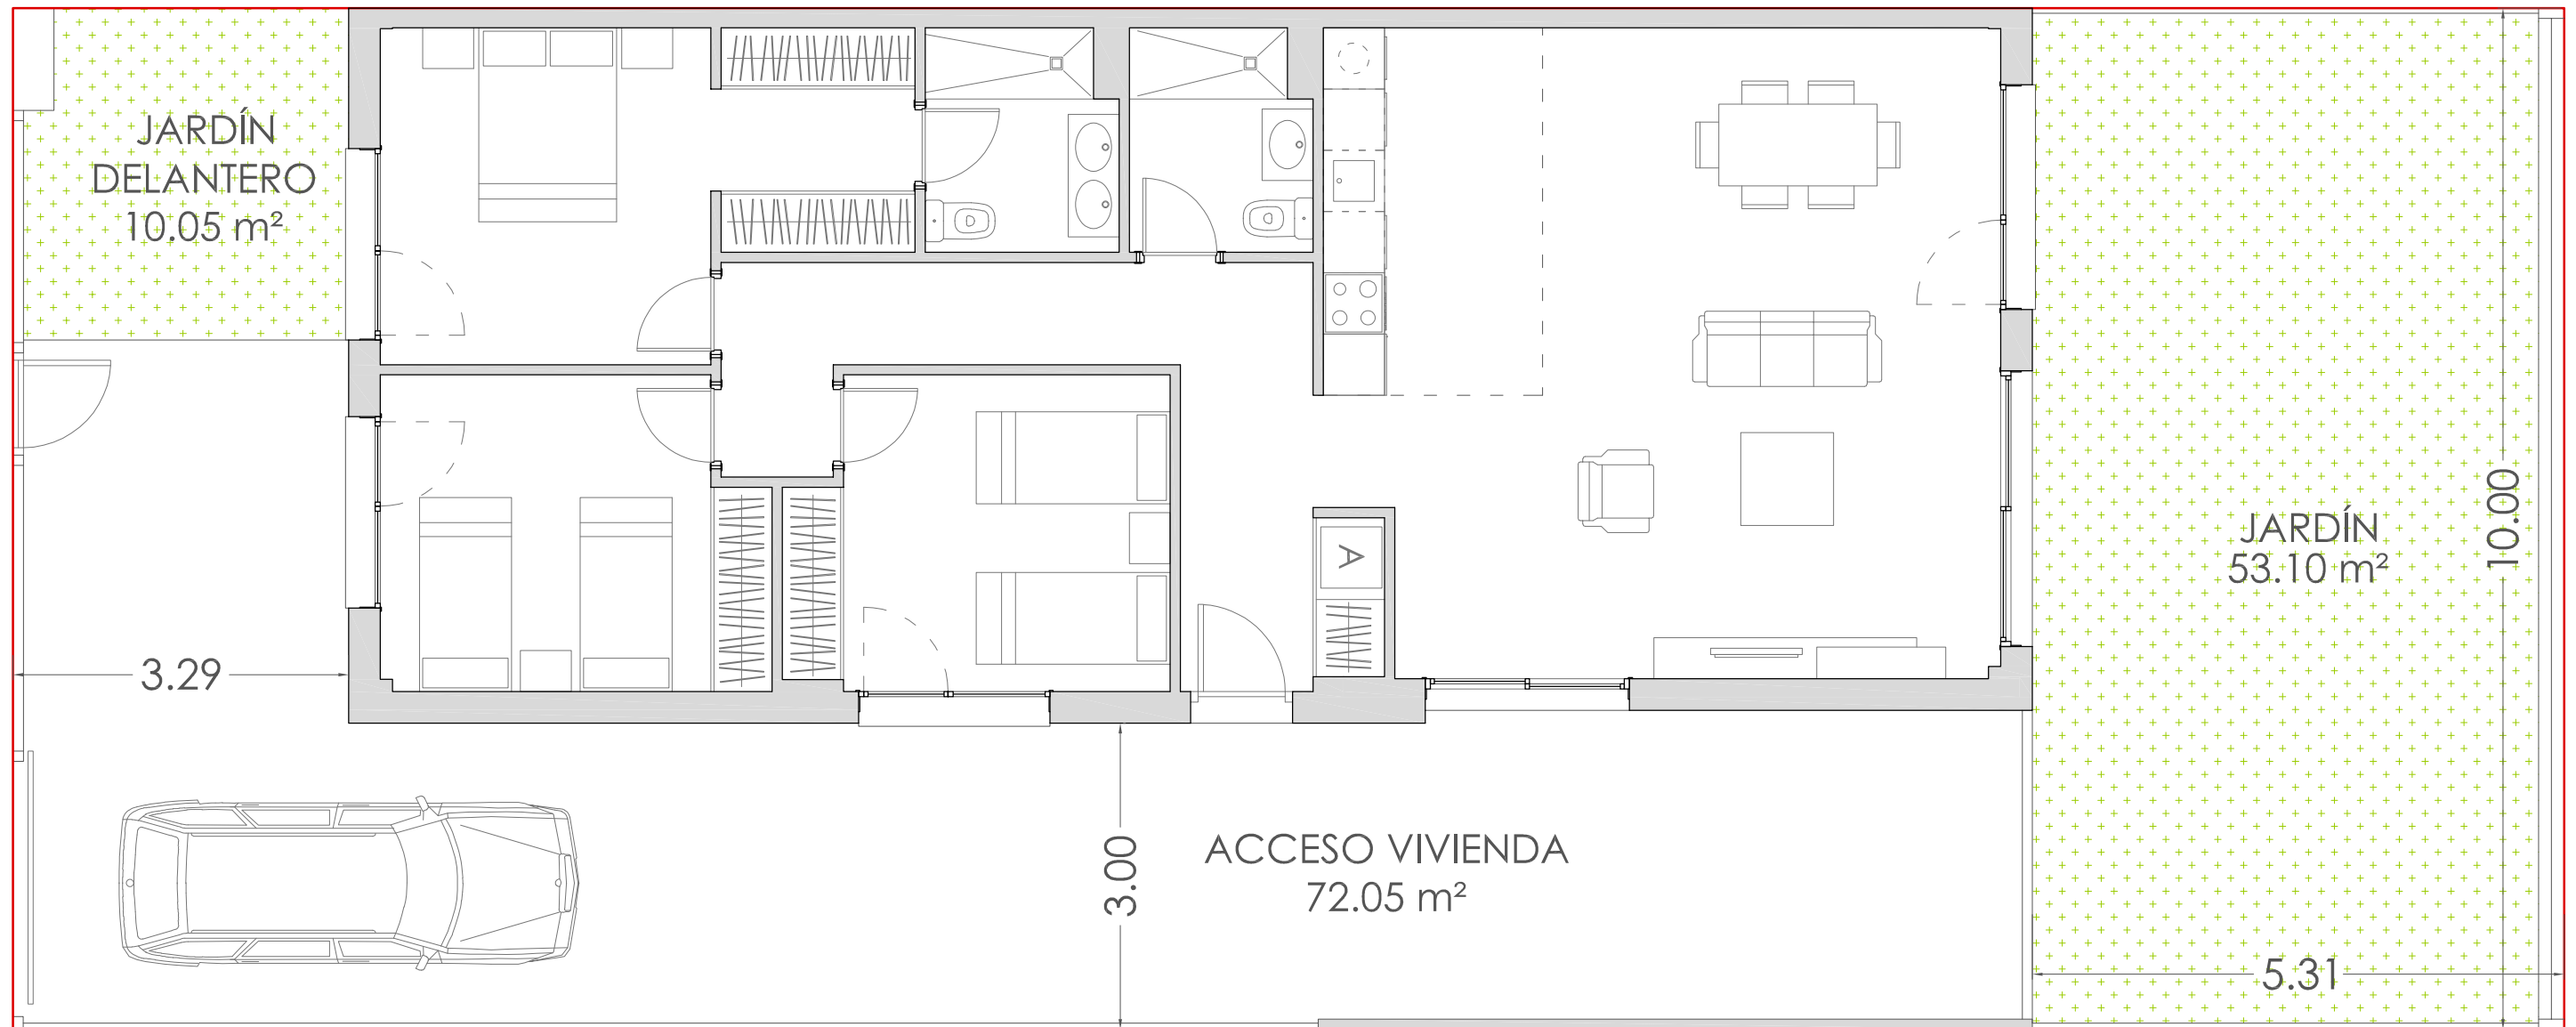 JARDÍN
DELANTERO
10.05 m²
3.29
A
3.00
ACCESO VIVIENDA
72.05 m²
JARDÍN
53.10 m²
10.00
5.31